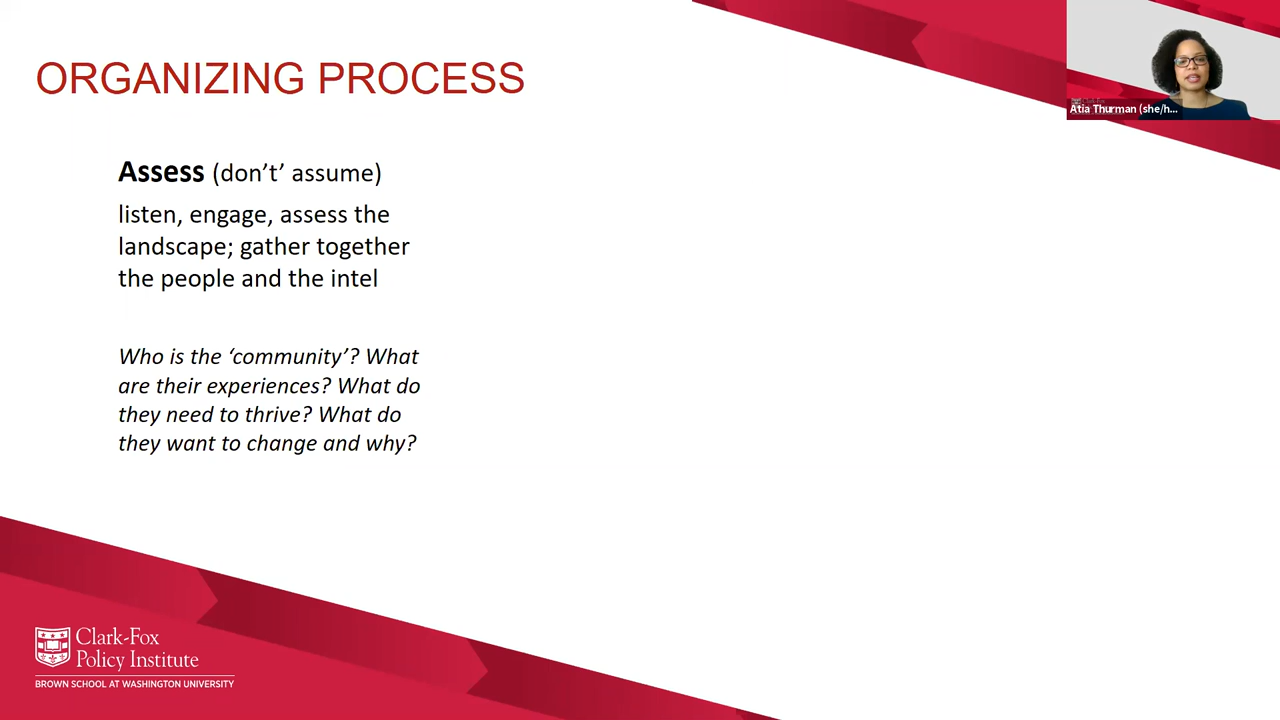 ORGANIZING PROCESS
Atia Thurman (she/h...
Assess (don’t’ assume)
listen, engage, assess the
landscape; gather together
the people and the intel
Who is the ‘community’? What
are their experiences? What do
they need to thrive? What do
they want to change and why?
Clark-Fox
Policy Institute
BROWN SCHOOL AT WASHINGTON UNIVERSITY